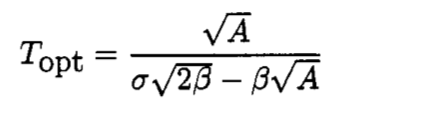 T_opt = √A / (σ√2β − β√A)